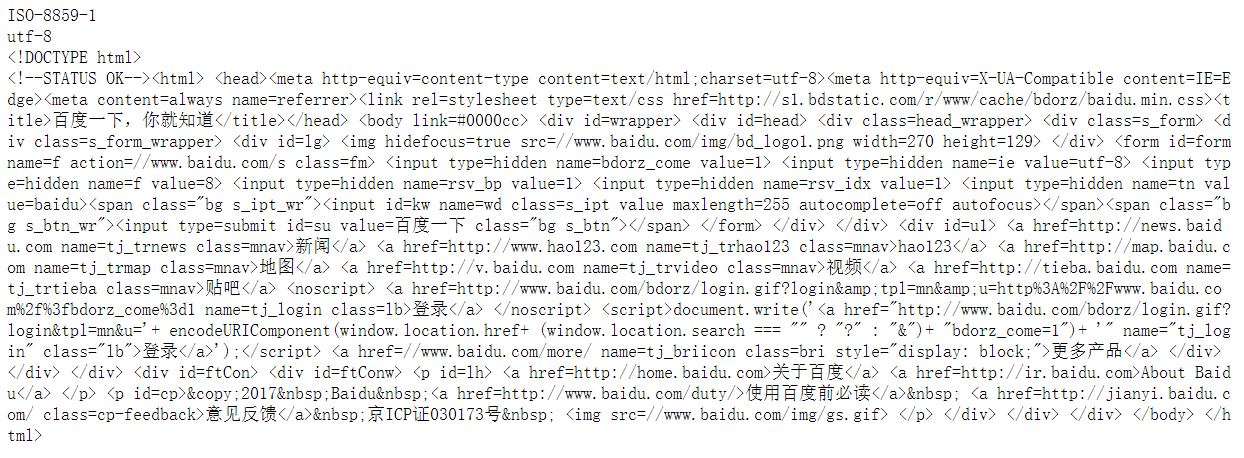 ISO-8859-1
utf-8
<!DOCTYPE html>
<!--STATUS OK--><html> <head><meta http-equiv=content-type content=text/html;charset=utf-8><meta http-equiv=X-UA-Compatible content=IE=E
dge><meta content=always name=referrer><link rel=stylesheet type=text/css href=http://s1.bdstatic.com/r/www/cache/bdorz/baidu.min.css><t
itle>百度一下，你就知道</title></head> <body link=#0000cc> <div id=wrapper> <div id=head> <div class=head_wrapper> <div class=s_form> <d
iv class=s_form_wrapper> <div id=lg> <img hidefocus=true src=//www.baidu.com/img/bd_logo1.png width=270 height=129> </div> <form id=form
name=f action=//www.baidu.com/s class=fm> <input type=hidden name=bdorz_come value=1> <input type=hidden name=ie value=utf-8> <input typ
e=hidden name=f value=8> <input type=hidden name=rsv_bp value=1> <input type=hidden name=rsv_idx value=1> <input type=hidden name=tn val
ue=baidu><span class="bg s_ipt_wr"><input id=kw name=wd class=s_ipt value maxlength=255 autocomplete=off autofocus></span><span class="b
g s_btn_wr"><input type=submit id=su value=百度一下 class="bg s_btn"></span> </form> </div> </div> <div id=u1> <a href=http://news.baid
u.com name=tj_trnews class=mnav>新闻</a> <a href=http://www.hao123.com name=tj_trhao123 class=mnav>hao123</a> <a href=http://map.baidu.c
om name=tj_trmap class=mnav>地图</a> <a href=http://v.baidu.com name=tj_trvideo class=mnav>视频</a> <a href=http://tieba.baidu.com name=
tj_trtieba class=mnav>贴吧</a> <noscript> <a href=http://www.baidu.com/bdorz/login.gif?login&amp;tpl=mn&amp;u=http%3A%2F%2Fwww.baidu.co
m%2f%3fbdorz_come%3d1 name=tj_login class=lb>登录</a> </noscript> <script>document.write('<a href="http://www.baidu.com/bdorz/login.gif?
login&tpl=mn&u='+ encodeURIComponent(window.location.href+ (window.location.search === "" ? "?" : "&")+ "bdorz_come=1")+ '" name="tj_log
in" class="lb">登录</a>');</script> <a href=//www.baidu.com/more/ name=tj_briicon class=bri style="display: block;">更多产品</a> </div>
</div> </div> <div id=ftCon> <div id=ftConw> <p id=lh> <a href=http://home.baidu.com>关于百度</a> <a href=http://ir.baidu.com>About Baid
u</a> </p> <p id=cp>&copy;2017&nbsp;Baidu&nbsp;<a href=http://www.baidu.com/duty/>使用百度前必读</a>&nbsp; <a href=http://jianyi.baidu.c
om/ class=cp-feedback>意见反馈</a>&nbsp;京ICP证030173号&nbsp; <img src=//www.baidu.com/img/gs.gif> </p> </div> </div> </div> </body> </h
tml>